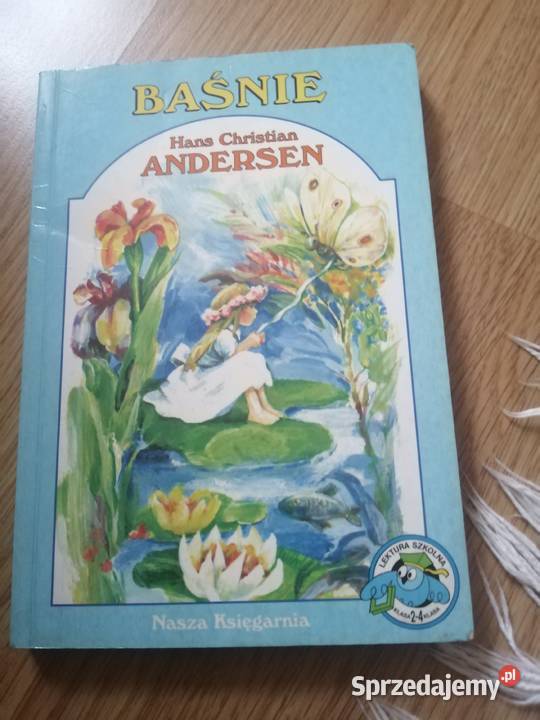 BAŚNIE
Hans Christian
ANDERSEN
LEKTURA SZKOLNA
KLASA 2-4 KLASA
Nasza Księgarnia
Sprzedajemy.pl